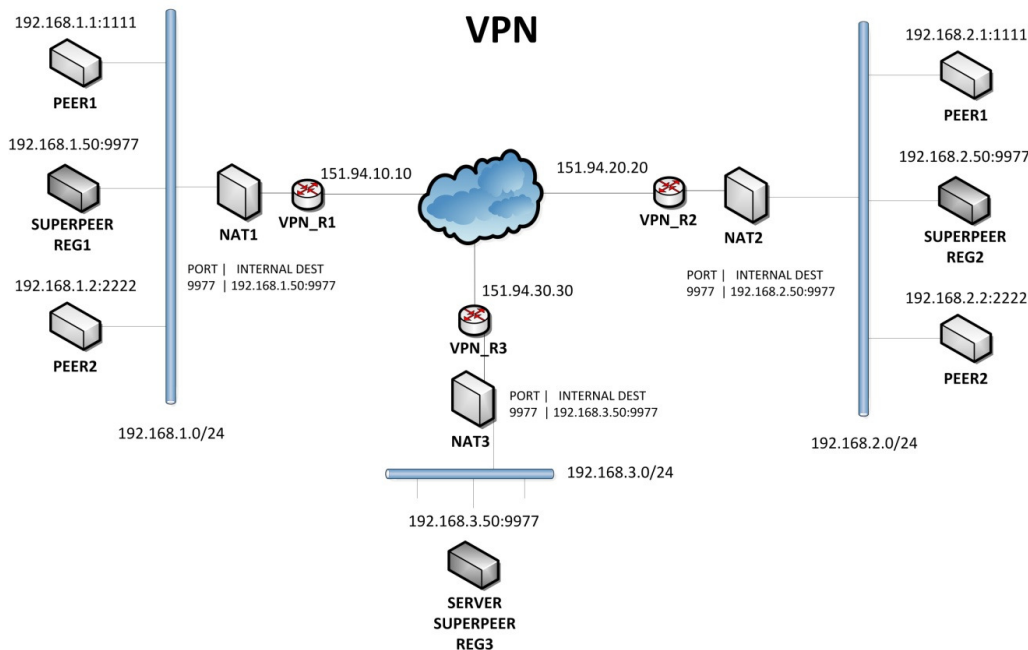 VPN
192.168.1.1:1111
PEER1
192.168.1.50:9977
SUPERPEER
REG1
192.168.1.2:2222
PEER2
192.168.1.0/24
NAT1
VPN_R1
151.94.10.10
PORT | INTERNAL DEST
9977 | 192.168.1.50:9977
151.94.20.20
VPN_R2
NAT2
PORT | INTERNAL DEST
9977 | 192.168.2.50:9977
192.168.2.1:1111
PEER1
192.168.2.50:9977
SUPERPEER
REG2
192.168.2.2:2222
PEER2
192.168.2.0/24
151.94.30.30
VPN_R3
PORT | INTERNAL DEST
9977 | 192.168.3.50:9977
NAT3
192.168.3.0/24
192.168.3.50:9977
SERVER
SUPERPEER
REG3